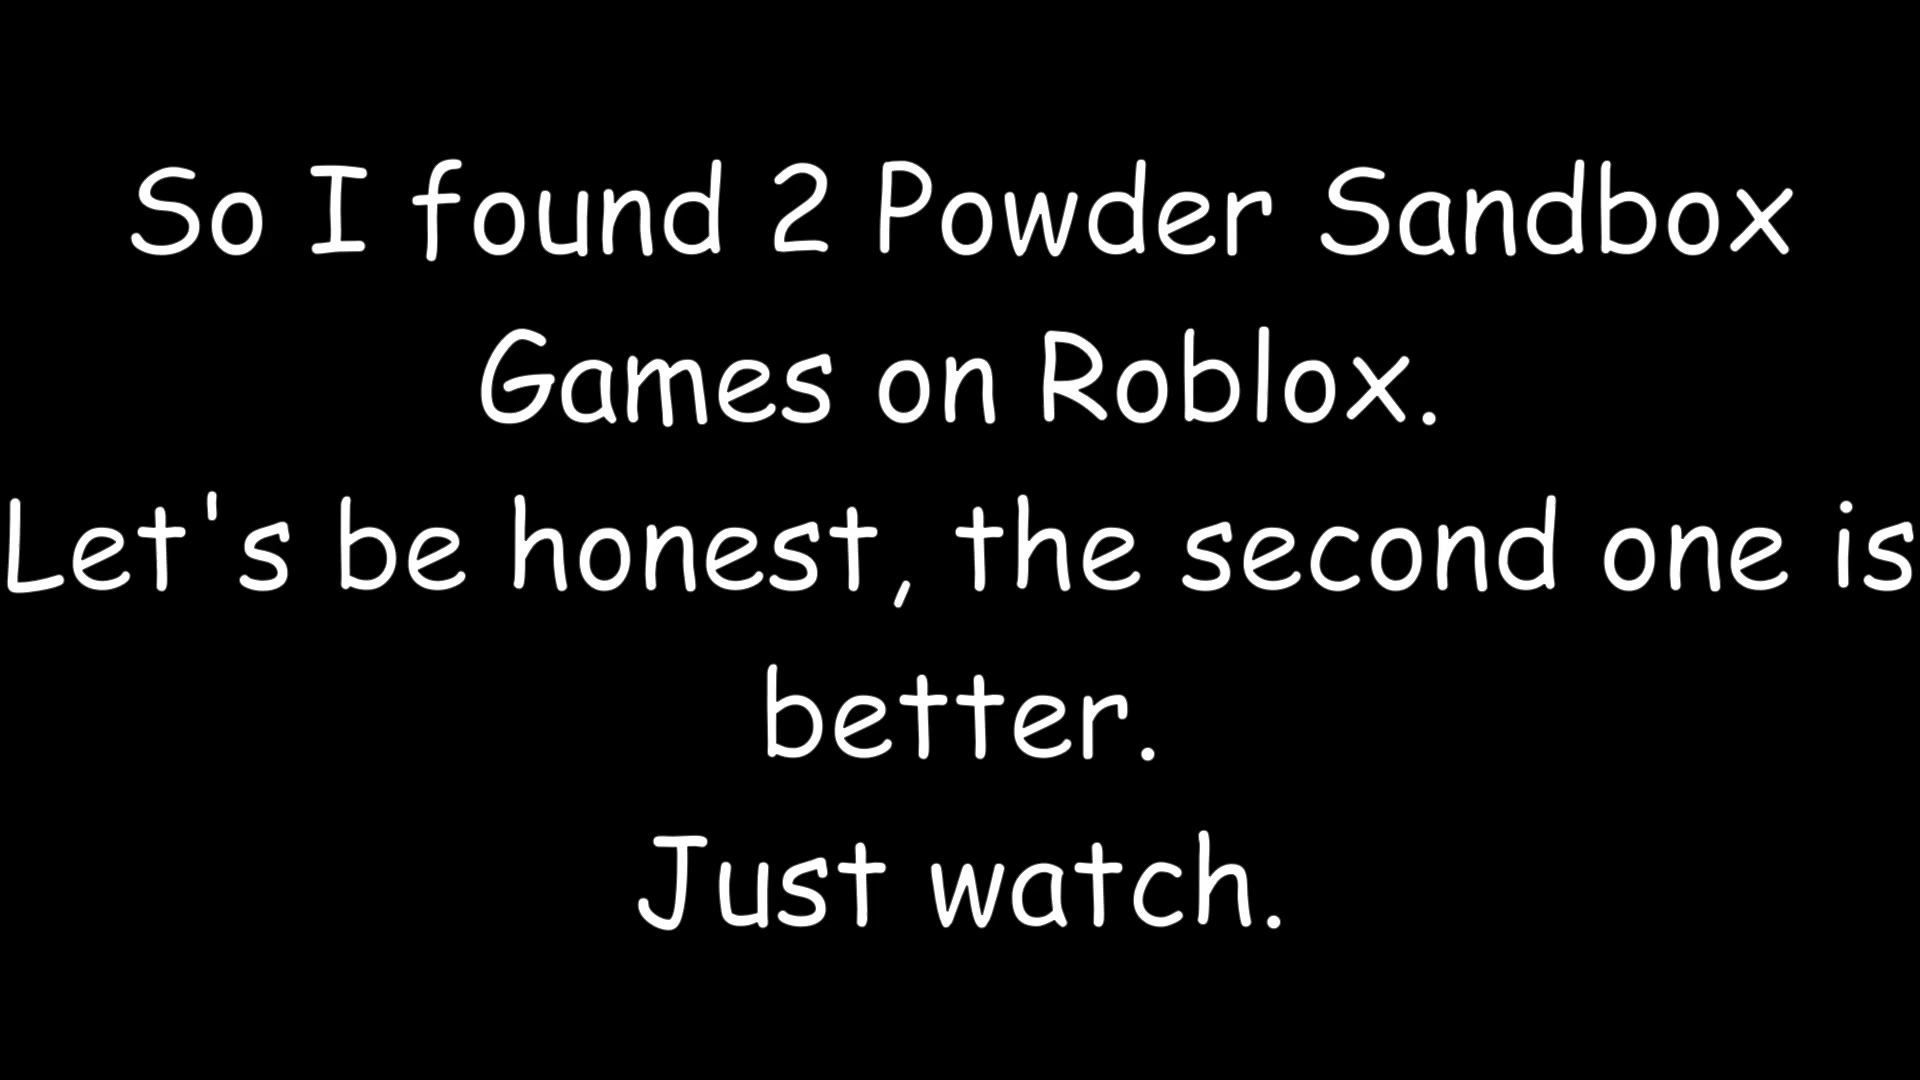 So I found 2 Powder Sandbox
Games on Roblox.
Let's be honest, the second one is
better.
Just watch.